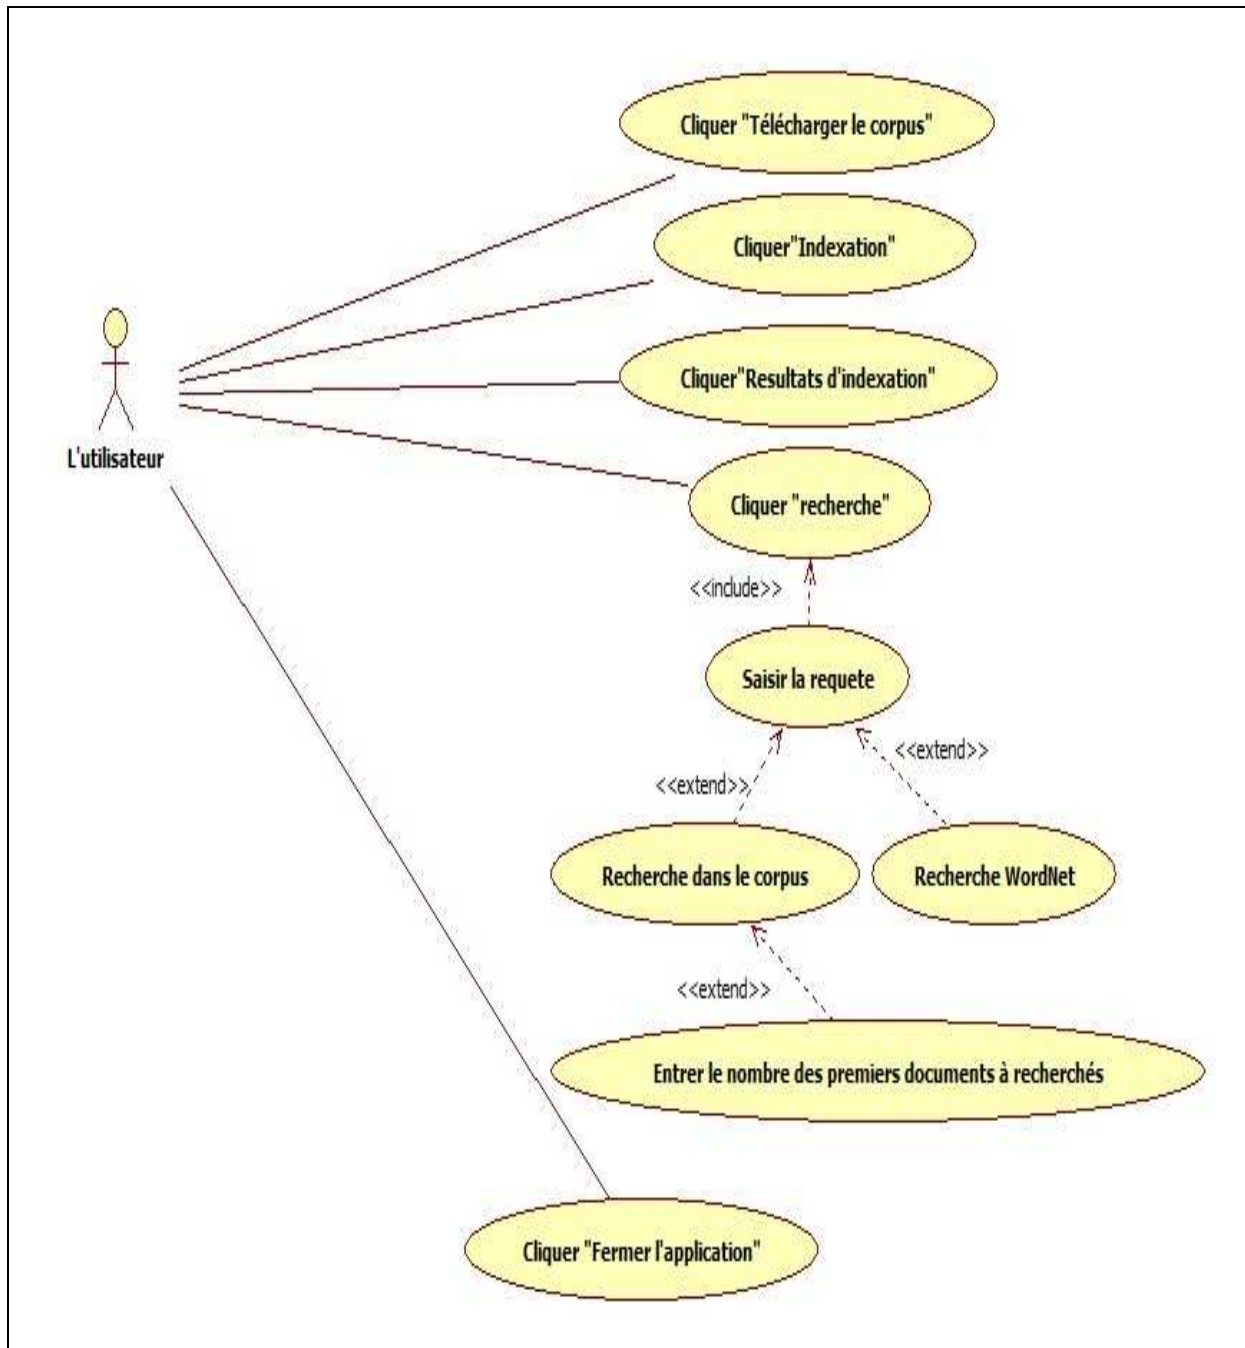 Cliquer "Télécharger le corpus"
Cliquer"Indexation"
Cliquer"Resultats d'indexation"
L'utilisateur
Cliquer "recherche"
<<include>>
Saisir la requete
<<extend>>
<<extend>>
Recherche dans le corpus
Recherche WordNet
<<extend>>
Entrer le nombre des premiers documents à recherchés
Cliquer "Fermer l'application"